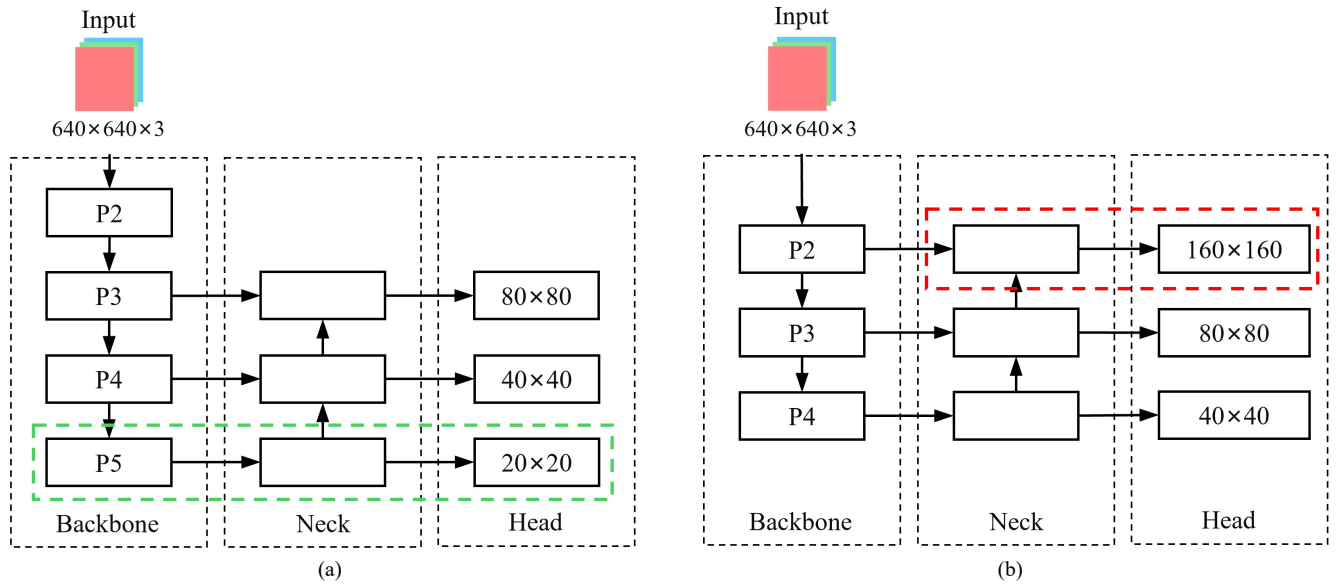 Input
640×640×3
P2
P3
80×80
P4
40×40
P5
20×20
Backbone
Neck
Head
(a)
Input
640×640×3
P2
160×160
P3
80×80
P4
40×40
Backbone
Neck
Head
(b)